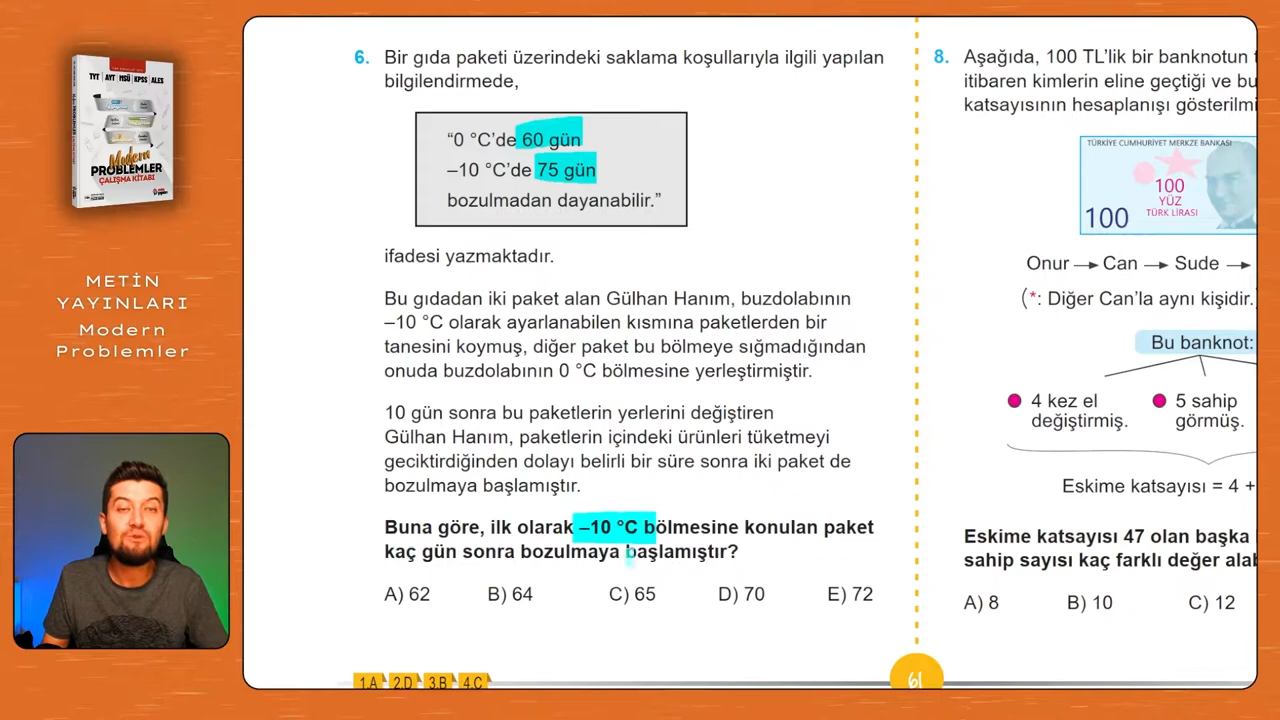 TYT AYT MSÜ KPSS ALES
Modern
PROBLEMLER
ÇALIŞMA KİTABI
METİN
YAYINLARI
Modern
Problemler
6. Bir gıda paketi üzerindeki saklama koşullarıyla ilgili yapılan
bilgilendirmede,
“0 °C’de 60 gün
–10 °C’de 75 gün
bozulmadan dayanabilir.”
ifadesi yazmaktadır.
Bu gıdadan iki paket alan Gülhan Hanım, buzdolabının
–10 °C olarak ayarlanabilen kısmına paketlerden bir
tanesini koymuş, diğer paket bu bölmeye sığmadığından
onuda buzdolabının 0 °C bölmesine yerleştirmiştir.
10 gün sonra bu paketlerin yerlerini değiştiren
Gülhan Hanım, paketlerin içindeki ürünleri tüketmeyi
geciktirdiğinden dolayı belirli bir süre sonra iki paket de
bozulmaya başlamıştır.
Buna göre, ilk olarak –10 °C bölmesine konulan paket
kaç gün sonra bozulmaya başlamıştır?
A) 62 B) 64 C) 65 D) 70 E) 72
1.A 2.D 3.B 4.C
61
8. Aşağıda, 100 TL’lik bir banknotun
itibaren kimlerin eline geçtiği ve bu
katsayısının hesaplanışı gösterilmi
TÜRKİYE CUMHURİYET MERKZE BANKASI
100
YÜZ
TÜRK LİRASI
100
Onur → Can → Sude →
(*: Diğer Can’la aynı kişidir.
Bu banknot:
4 kez el
değiştirmiş.
5 sahip
görmüş.
Eskime katsayısı = 4 +
Eskime katsayısı 47 olan başka
sahip sayısı kaç farklı değer alab
A) 8 B) 10 C) 12